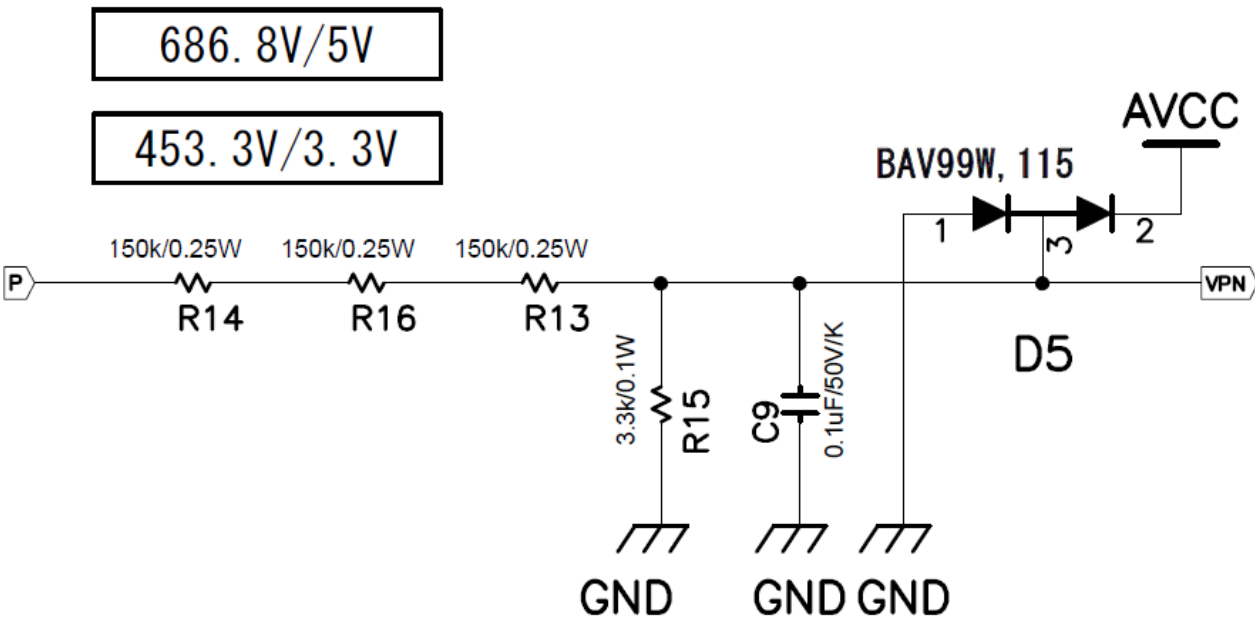 686.8V/5V
453.3V/3.3V
AVCC
BAV99W,115
1
2
3
150k/0.25W
150k/0.25W
150k/0.25W
P
VPN
R14
R16
R13
D5
3.3k/0.1W
R15
C9
0.1uF/50V/K
GND
GND
GND